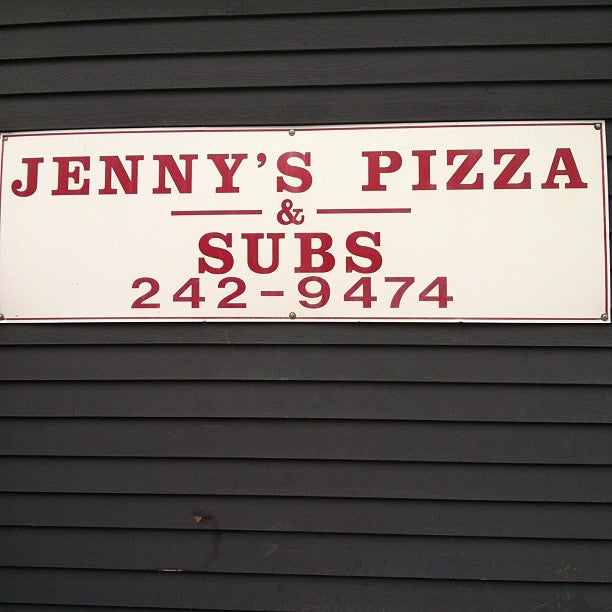 JENNY'S PIZZA
&
SUBS
242-9474